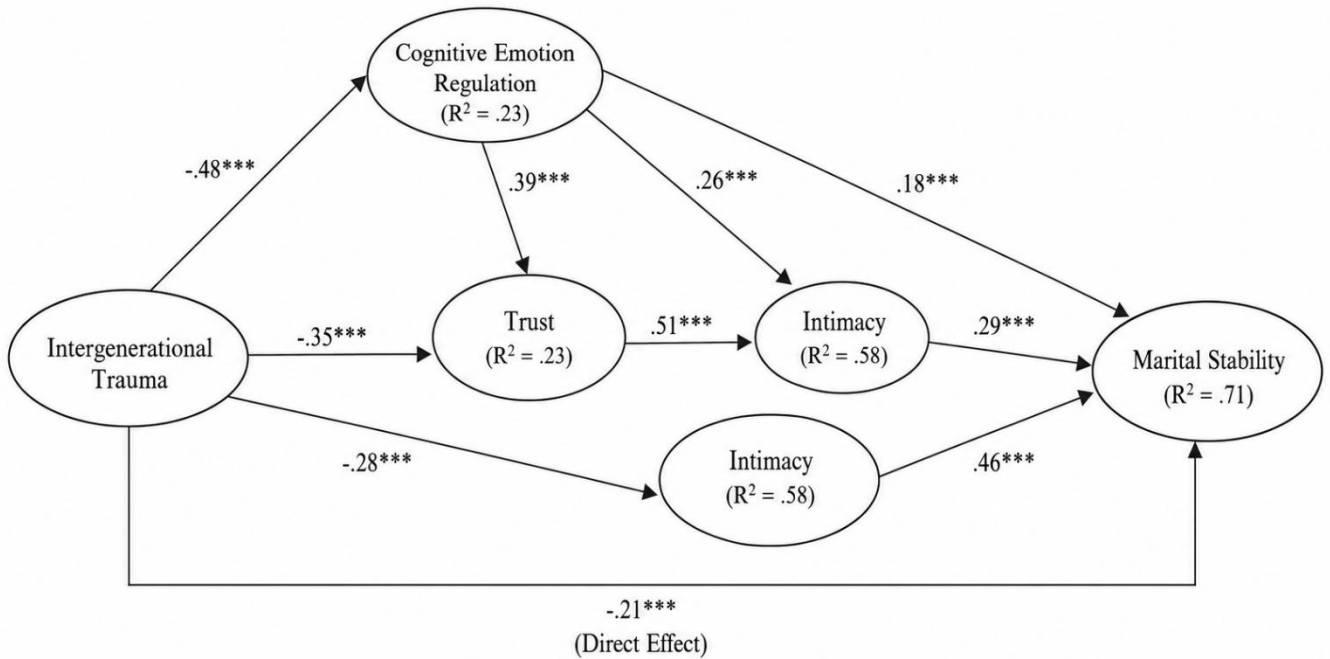 Cognitive Emotion
Regulation
(R² = .23)
-.48***
.39***
.26***
.18***
Intergenerational
Trauma
-.35***
Trust
(R² = .23)
.51***
Intimacy
(R² = .58)
.29***
Marital Stability
(R² = .71)
-.28***
Intimacy
(R² = .58)
.46***
-.21***
(Direct Effect)